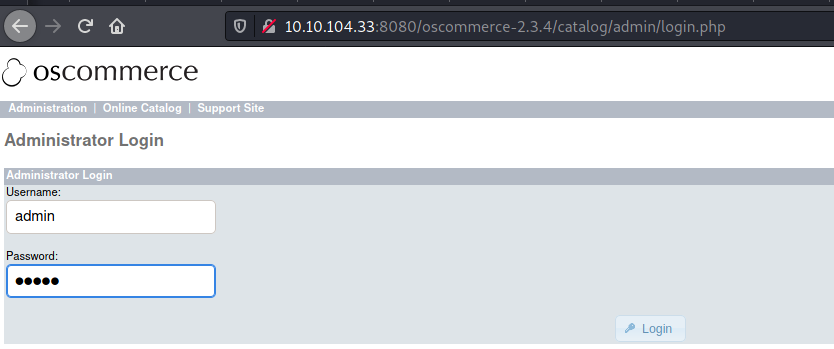 10.10.104.33:8080/oscommerce-2.3.4/catalog/admin/login.php
oscommerce
Administration | Online Catalog | Support Site
Administrator Login
Administrator Login
Username:
admin
Password:
●●●●●
Login